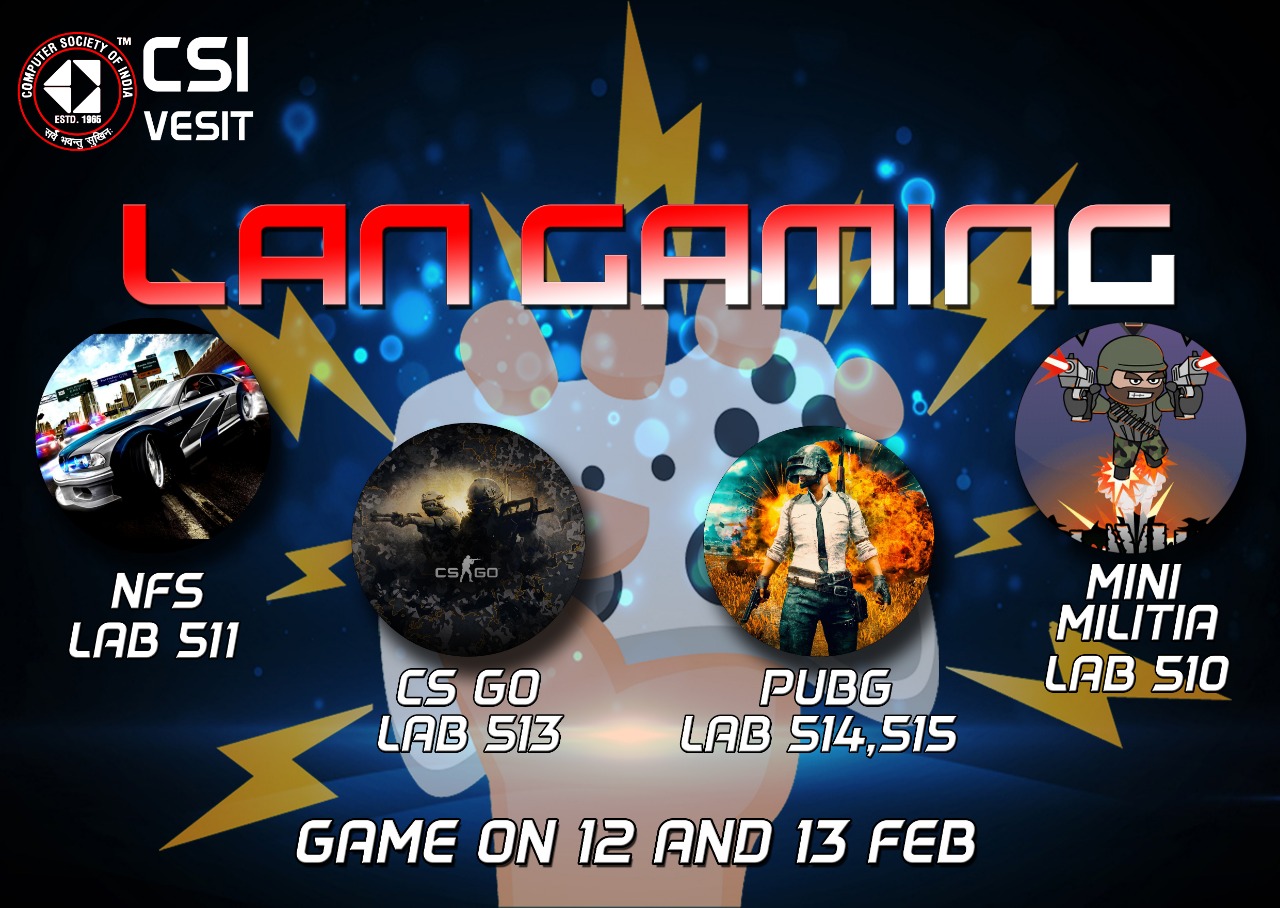 COMPUTER SOCIETY OF INDIA
TM
ESTD. 1965
सर्वे भवन्तु सुखिनः
CSI
VESIT
LAN GAMING
CS GO
NFS
LAB 511
CS GO
LAB 513
PUBG
LAB 514,515
MINI
MILITIA
LAB 510
GAME ON 12 AND 13 FEB